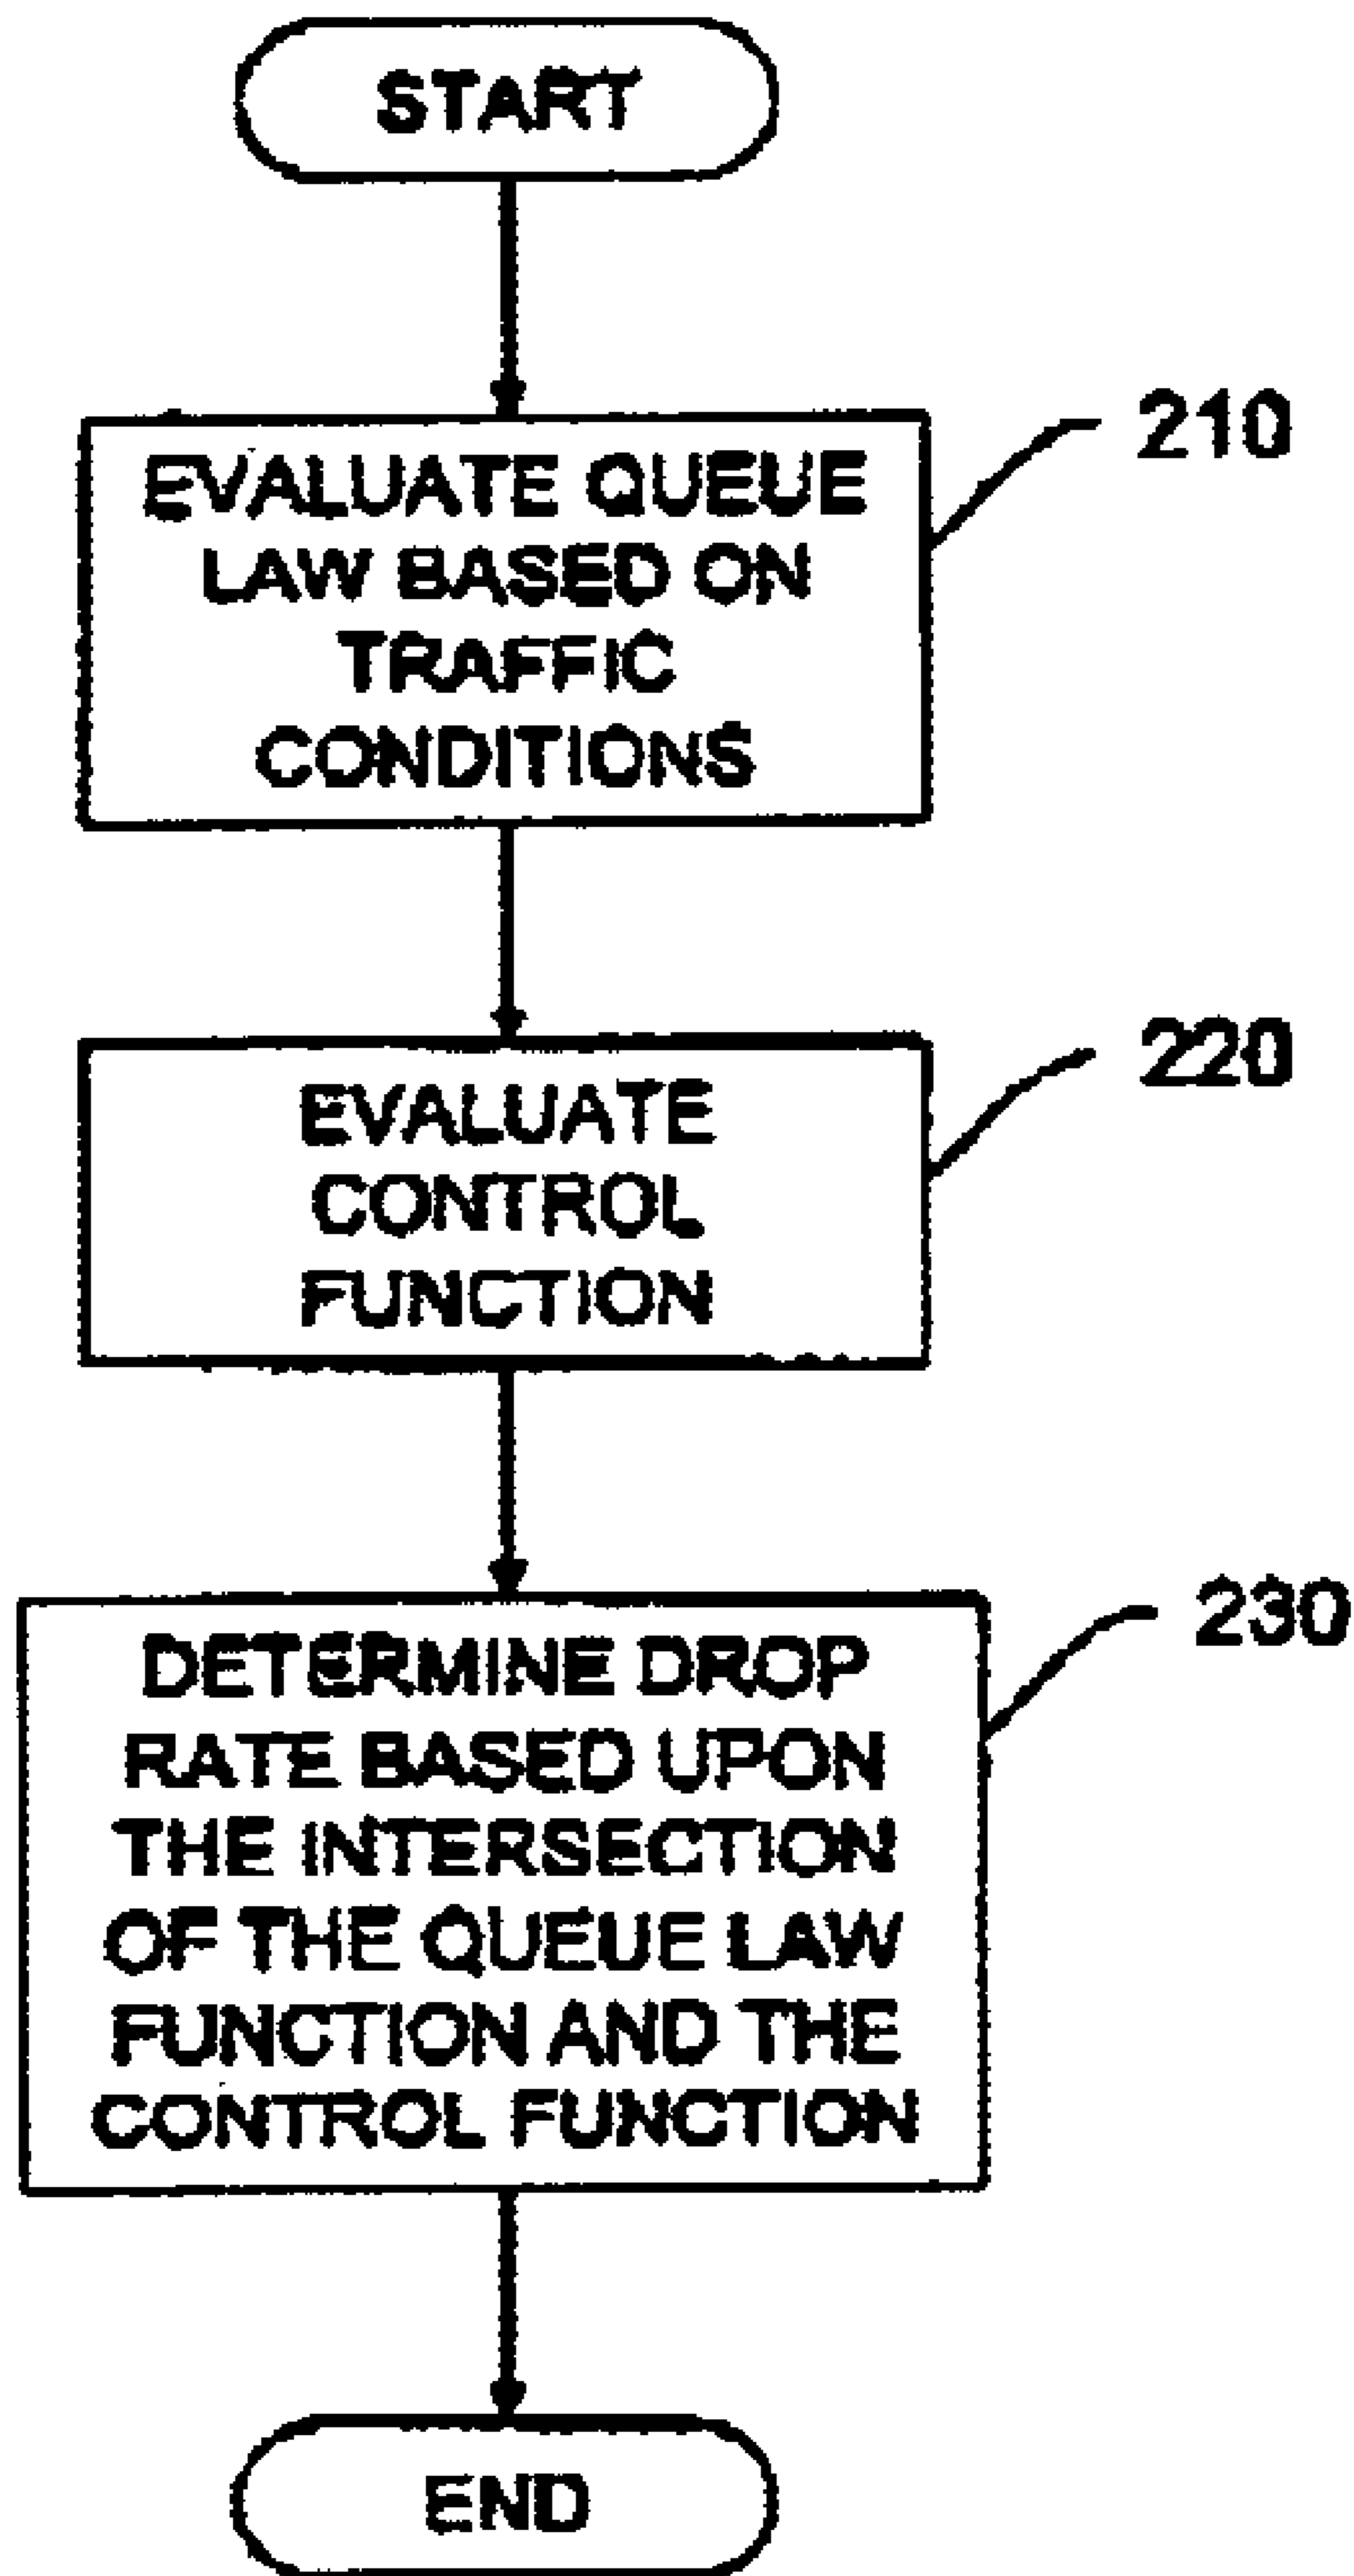 START
210
EVALUATE QUEUE
LAW BASED ON
TRAFFIC
CONDITIONS
220
EVALUATE
CONTROL
FUNCTION
230
DETERMINE DROP
RATE BASED UPON
THE INTERSECTION
OF THE QUEUE LAW
FUNCTION AND THE
CONTROL FUNCTION
END